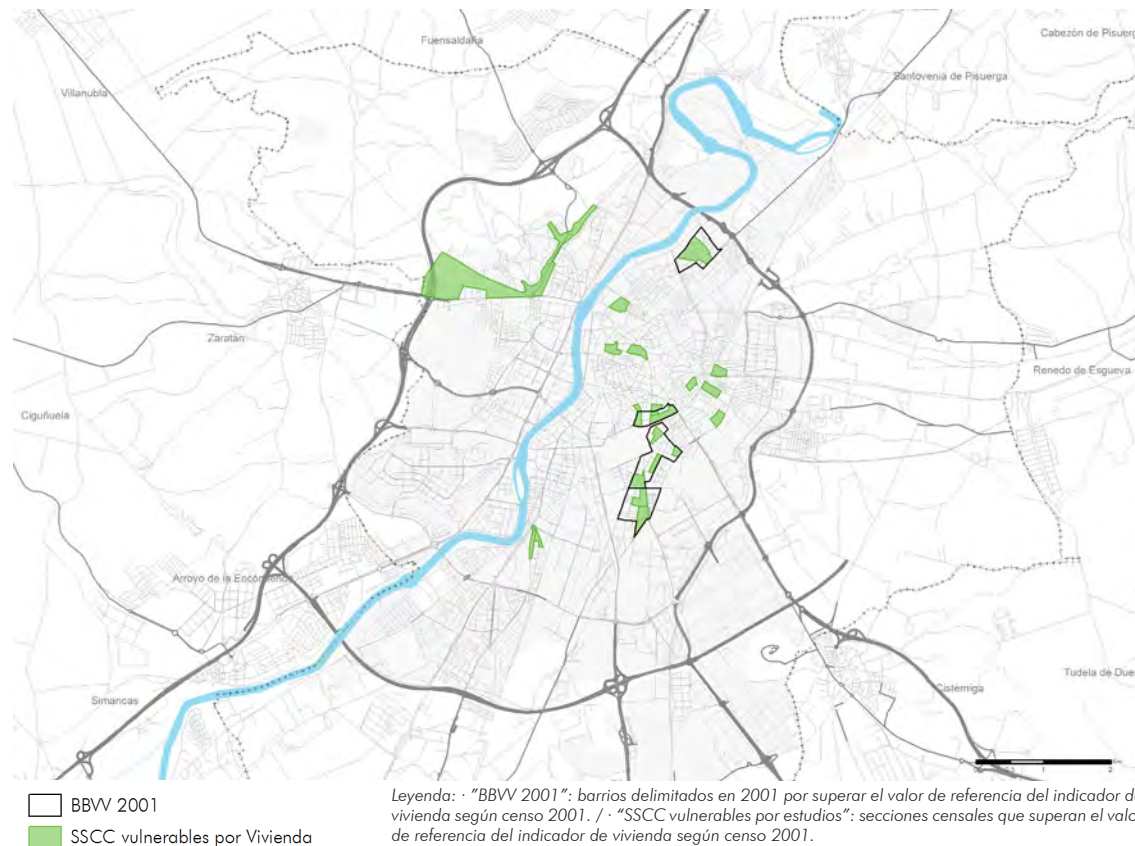 Fuensaldaña
Cabezón de Pisuerg
Villanubla
Santovenia de Pisuerga
Zaratán
Renedo de Esgueva
Ciguñuela
Arroyo de la Encomienda
Simancas
Cistérniga
Tudela de Due
1
2
BBVV 2001
SSCC vulnerables por Vivienda
Leyenda: · "BBVV 2001": barrios delimitados en 2001 por superar el valor de referencia del indicador d
vivienda según censo 2001. / · “SSCC vulnerables por estudios": secciones censales que superan el valo
de referencia del indicador de vivienda según censo 2001.